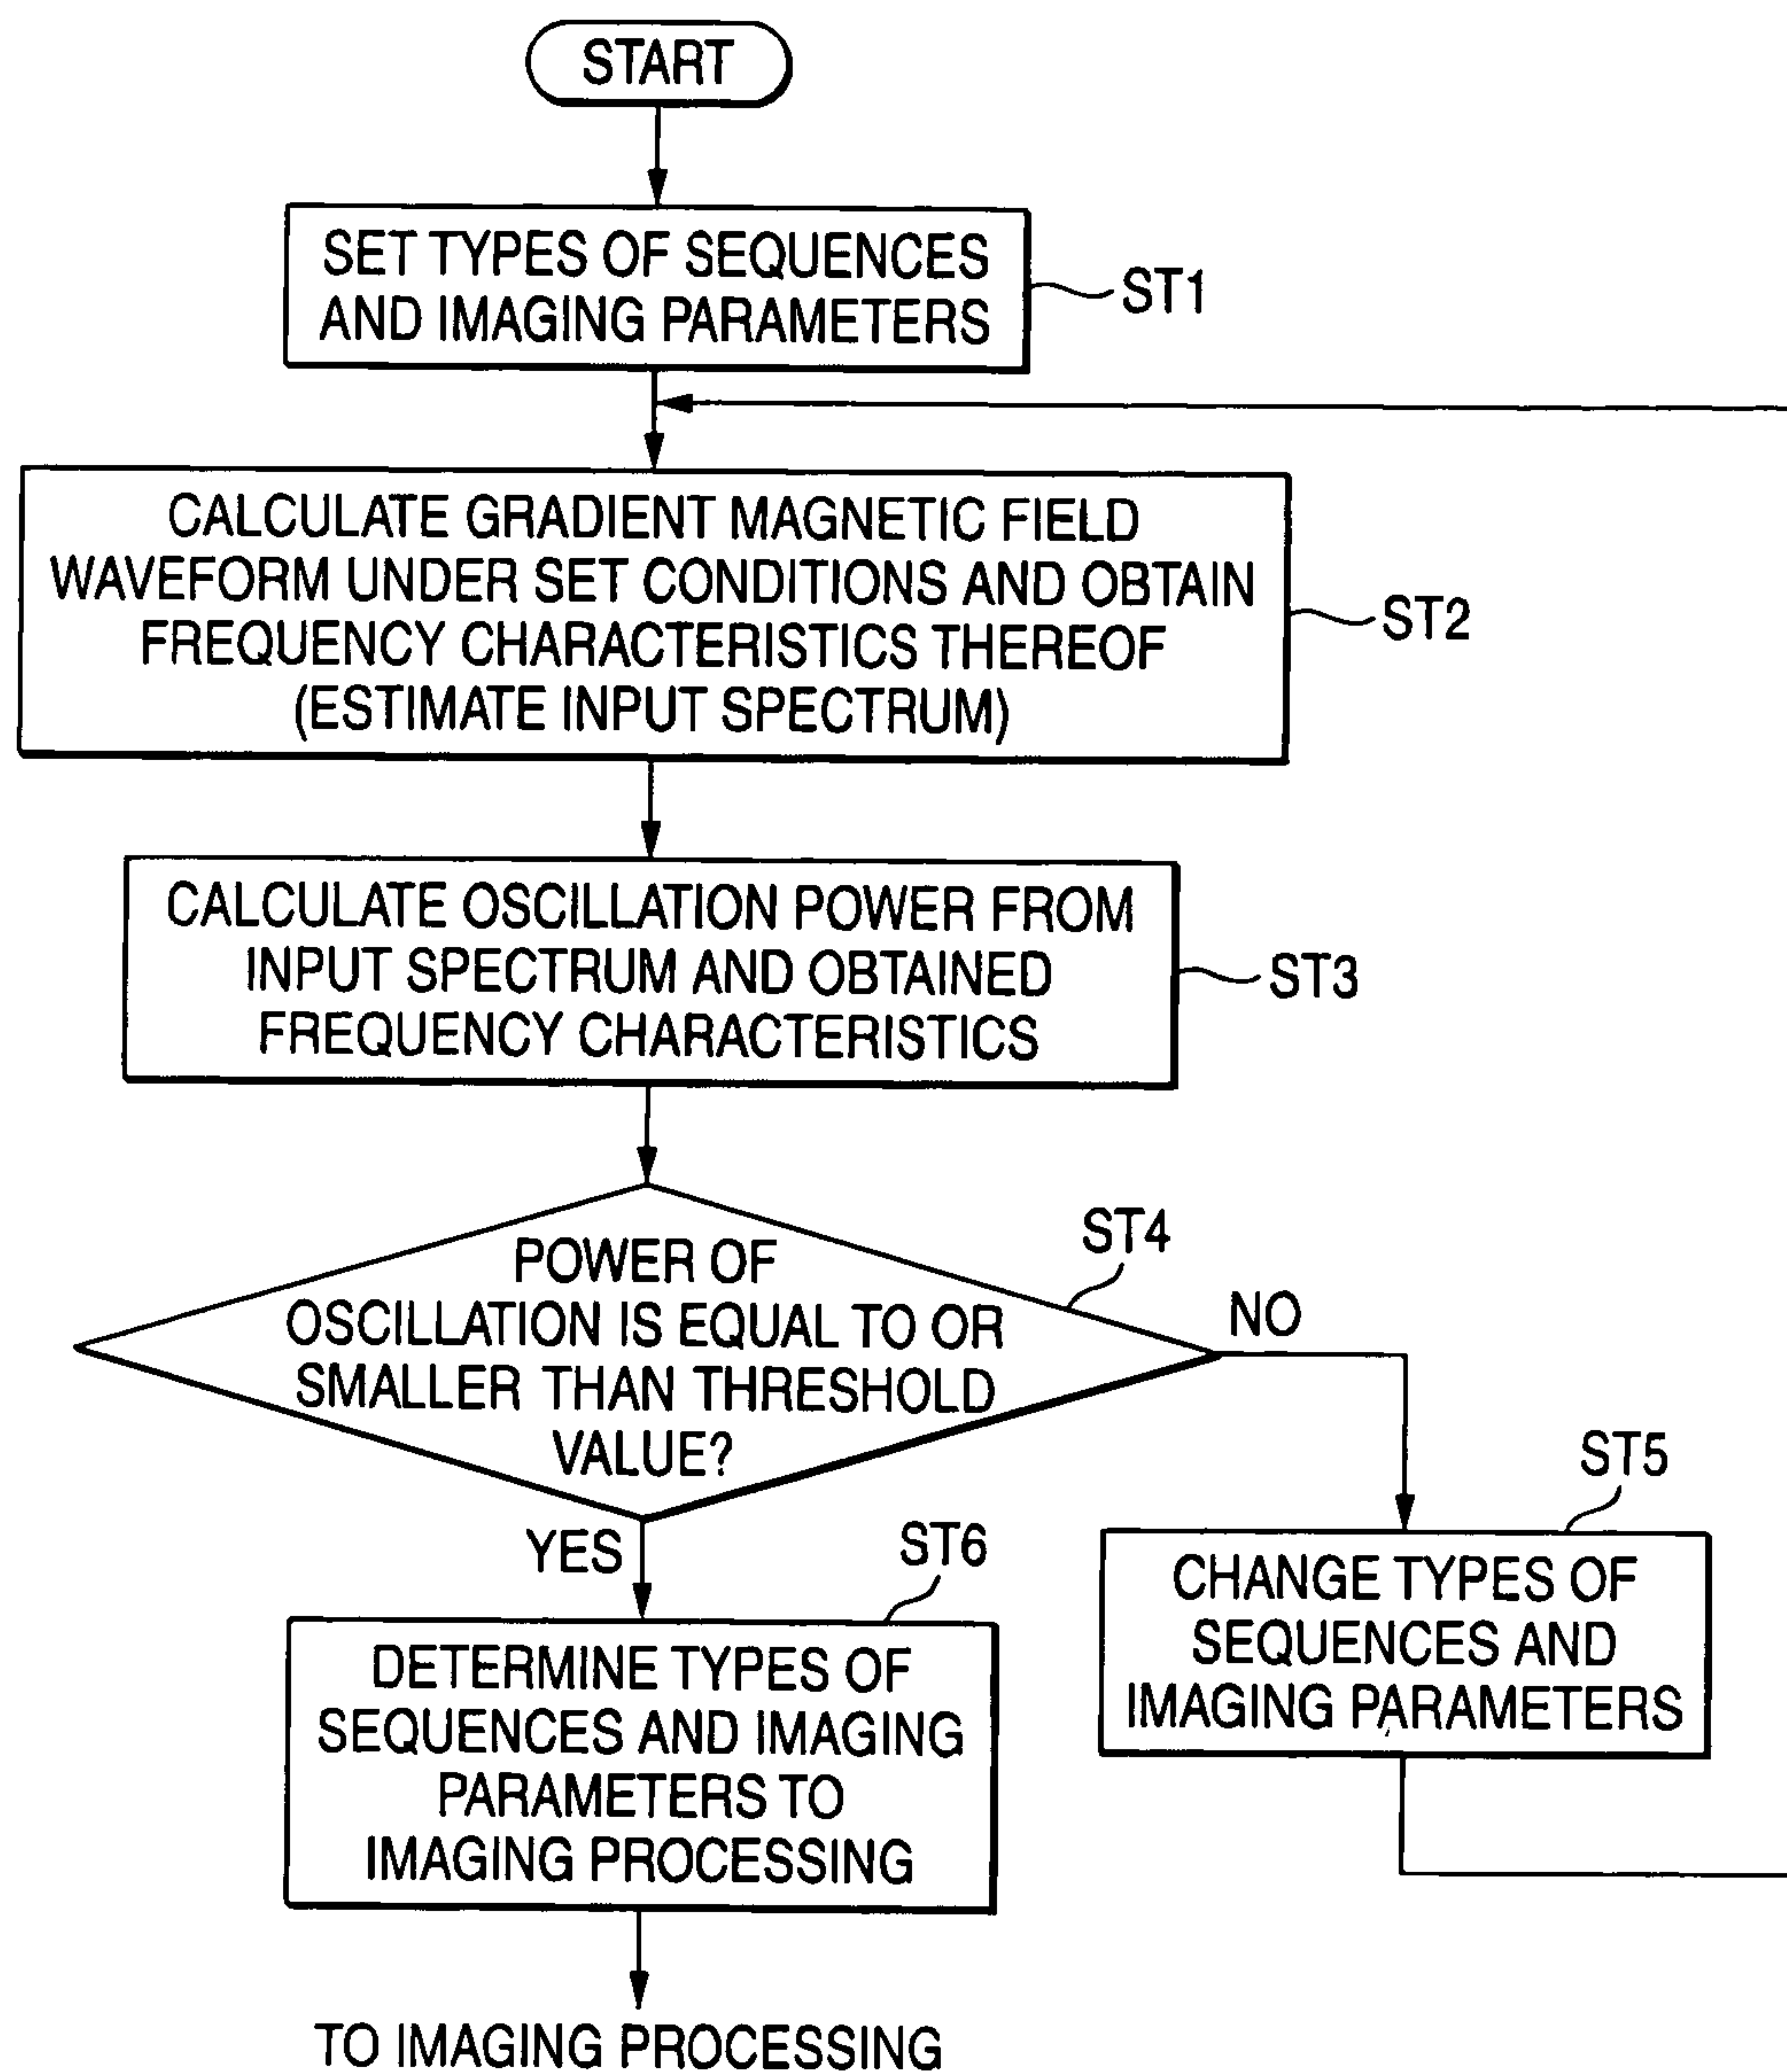 START
SET TYPES OF SEQUENCES
AND IMAGING PARAMETERS
ST1
CALCULATE GRADIENT MAGNETIC FIELD
WAVEFORM UNDER SET CONDITIONS AND OBTAIN
FREQUENCY CHARACTERISTICS THEREOF
(ESTIMATE INPUT SPECTRUM)
ST2
CALCULATE OSCILLATION POWER FROM
INPUT SPECTRUM AND OBTAINED
FREQUENCY CHARACTERISTICS
ST3
POWER OF
OSCILLATION IS EQUAL TO OR
SMALLER THAN THRESHOLD
VALUE?
ST4
NO
YES
ST5
CHANGE TYPES OF
SEQUENCES AND
IMAGING PARAMETERS
ST6
DETERMINE TYPES OF
SEQUENCES AND IMAGING
PARAMETERS TO
IMAGING PROCESSING
TO IMAGING PROCESSING